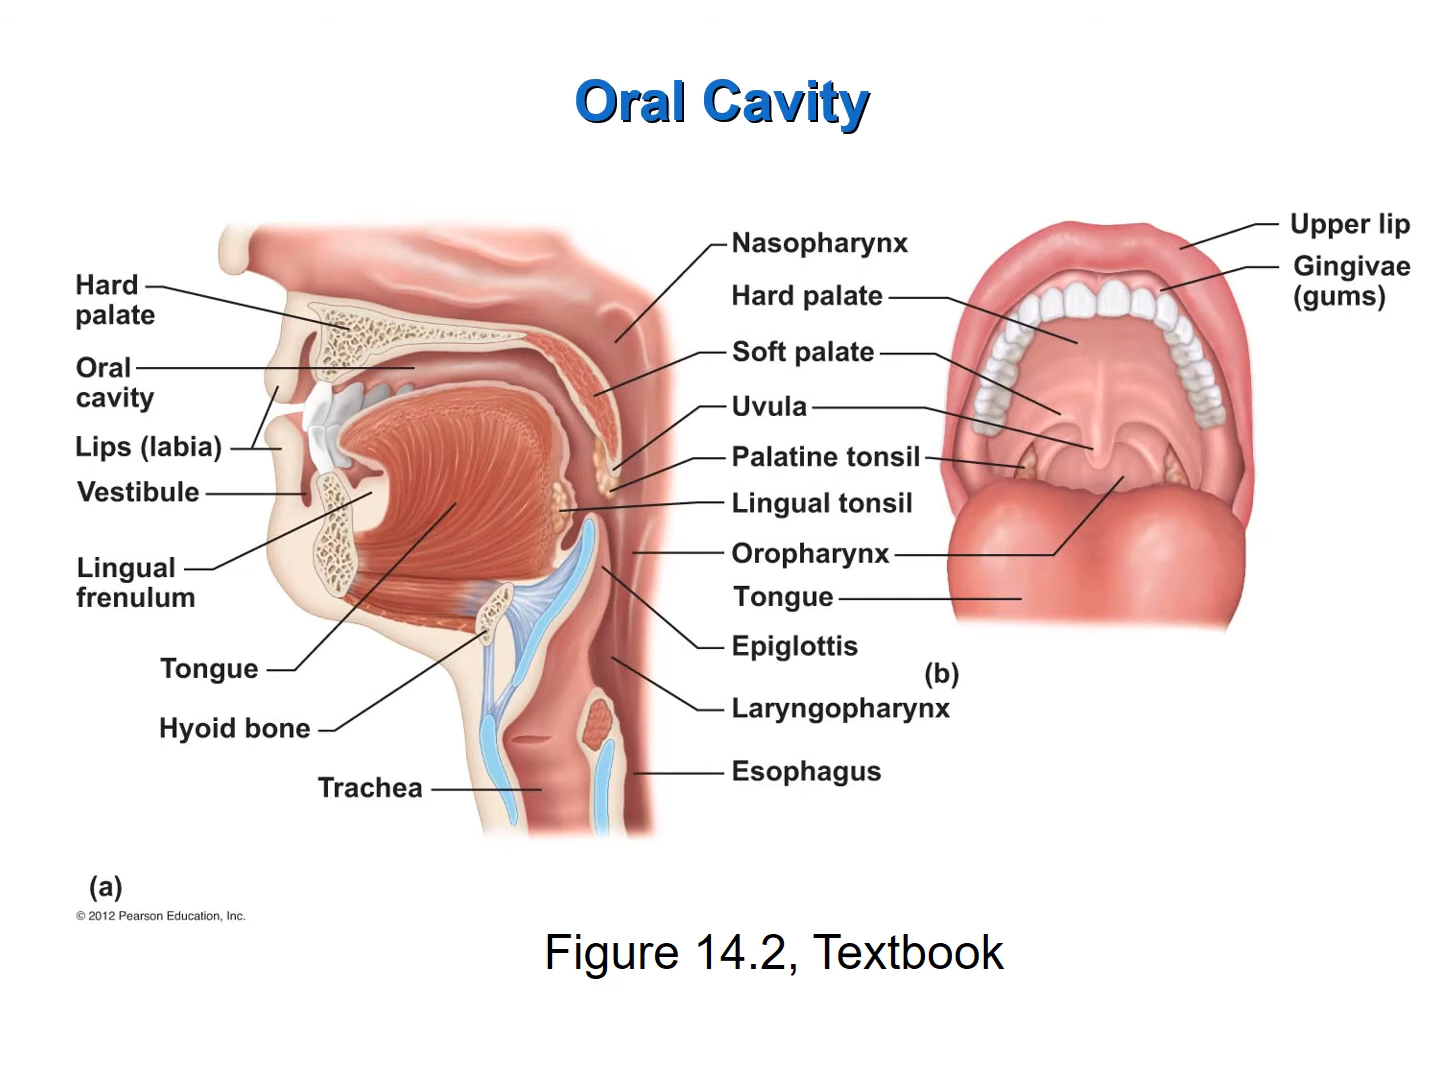 Oral Cavity
Hard
palate
Oral
cavity
Lips (labia)
Vestibule
Lingual
frenulum
Tongue
Hyoid bone
Trachea
(a)
© 2012 Pearson Education, Inc.
Nasopharynx
Hard palate
Soft palate
Uvula
Palatine tonsil
Lingual tonsil
Oropharynx
Tongue
Epiglottis
Laryngopharynx
Esophagus
Upper lip
Gingivae
(gums)
(b)
Figure 14.2, Textbook